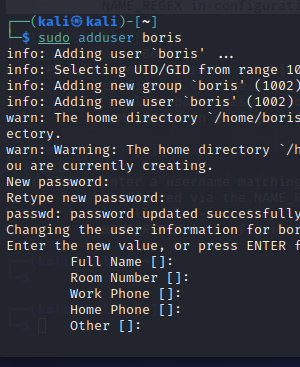 ┌──(kali㉿kali)-[~]
└─$ sudo adduser boris
info: Adding user `boris' ...
info: Selecting UID/GID from range 10
info: Adding new group `boris' (1002)
info: Adding new user `boris' (1002)
warn: The home directory `/home/boris
ectory.
warn: Warning: The home directory `/h
ou are currently creating.
New password:
Retype new password:
passwd: password updated successfully
Changing the user information for bor
Enter the new value, or press ENTER f
Full Name []:
Room Number []:
Work Phone []:
Home Phone []:
Other []: